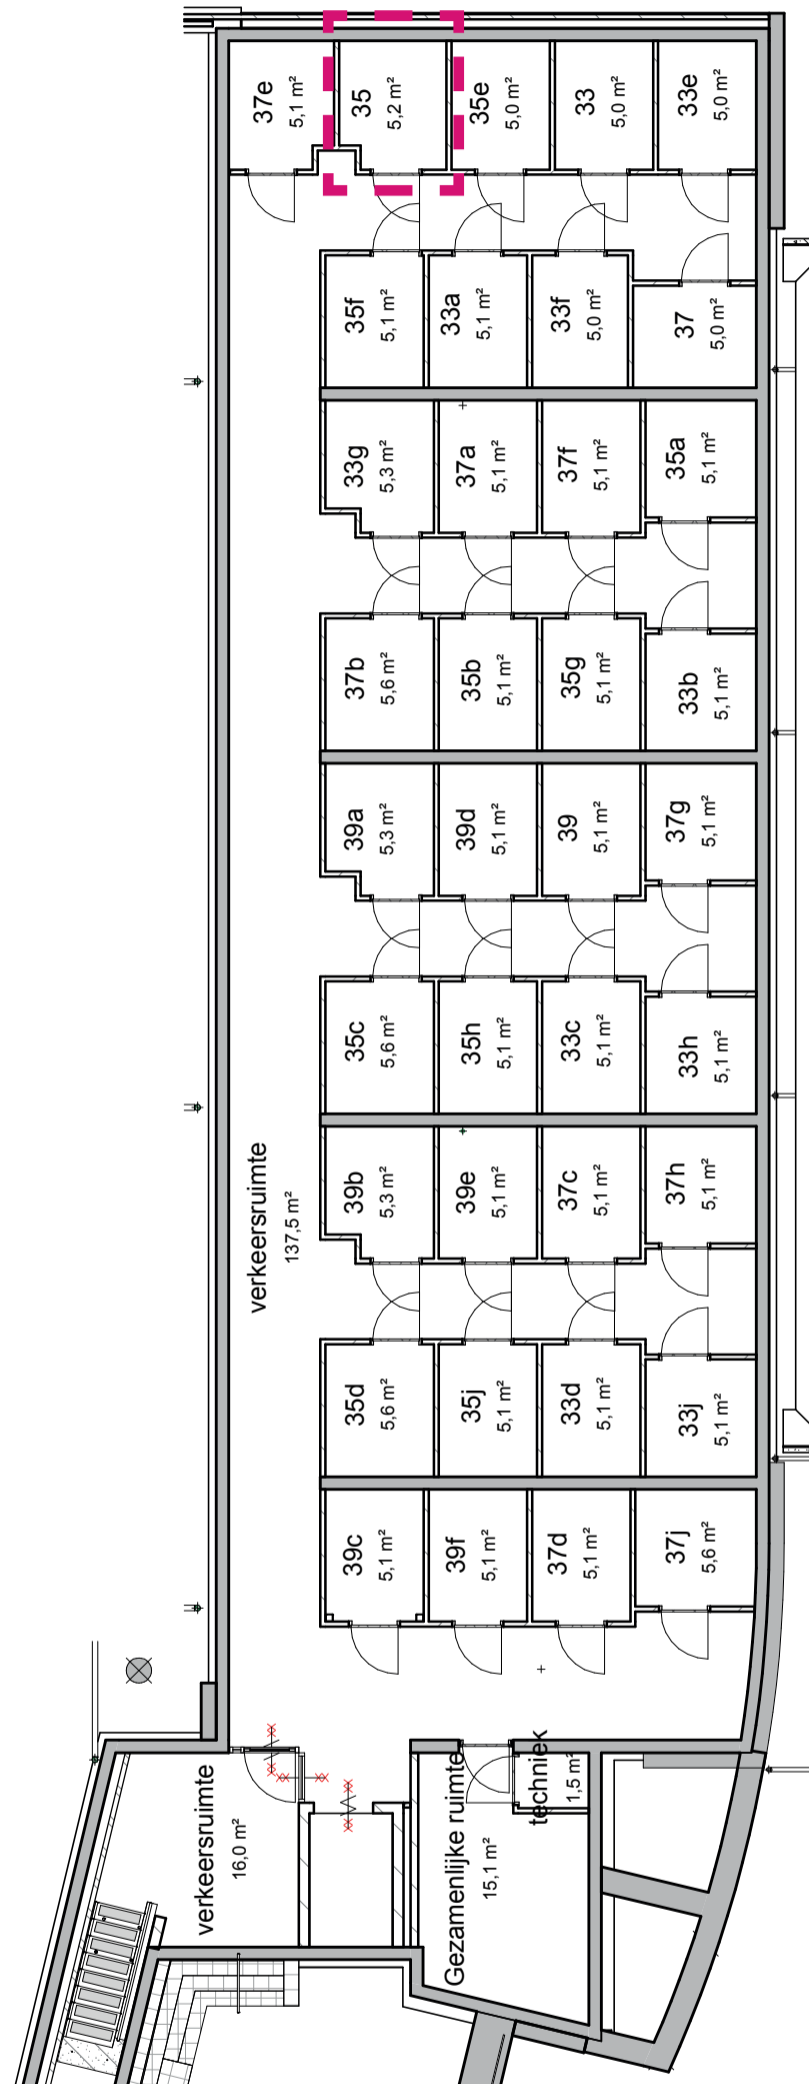 37e
5,1 m²
35
5,2 m²
35e
5,0 m²
33
5,0 m²
33e
5,0 m²
35f
5,1 m²
33a
5,1 m²
33f
5,0 m²
37
5,0 m²
33g
5,3 m²
37a
5,1 m²
37f
5,1 m²
35a
5,1 m²
37b
5,6 m²
35b
5,1 m²
35g
5,1 m²
33b
5,1 m²
39a
5,3 m²
39d
5,1 m²
39
5,1 m²
37g
5,1 m²
35c
5,6 m²
35h
5,1 m²
33c
5,1 m²
33h
5,1 m²
verkeersruimte
137,5 m²
39b
5,3 m²
39e
5,1 m²
37c
5,1 m²
37h
5,1 m²
35d
5,6 m²
35j
5,1 m²
33d
5,1 m²
33j
5,1 m²
39c
5,1 m²
39f
5,1 m²
37d
5,1 m²
37j
5,6 m²
verkeersruimte
16,0 m²
Gezamenlijke ruimte
15,1 m²
techniek
1,5 m²